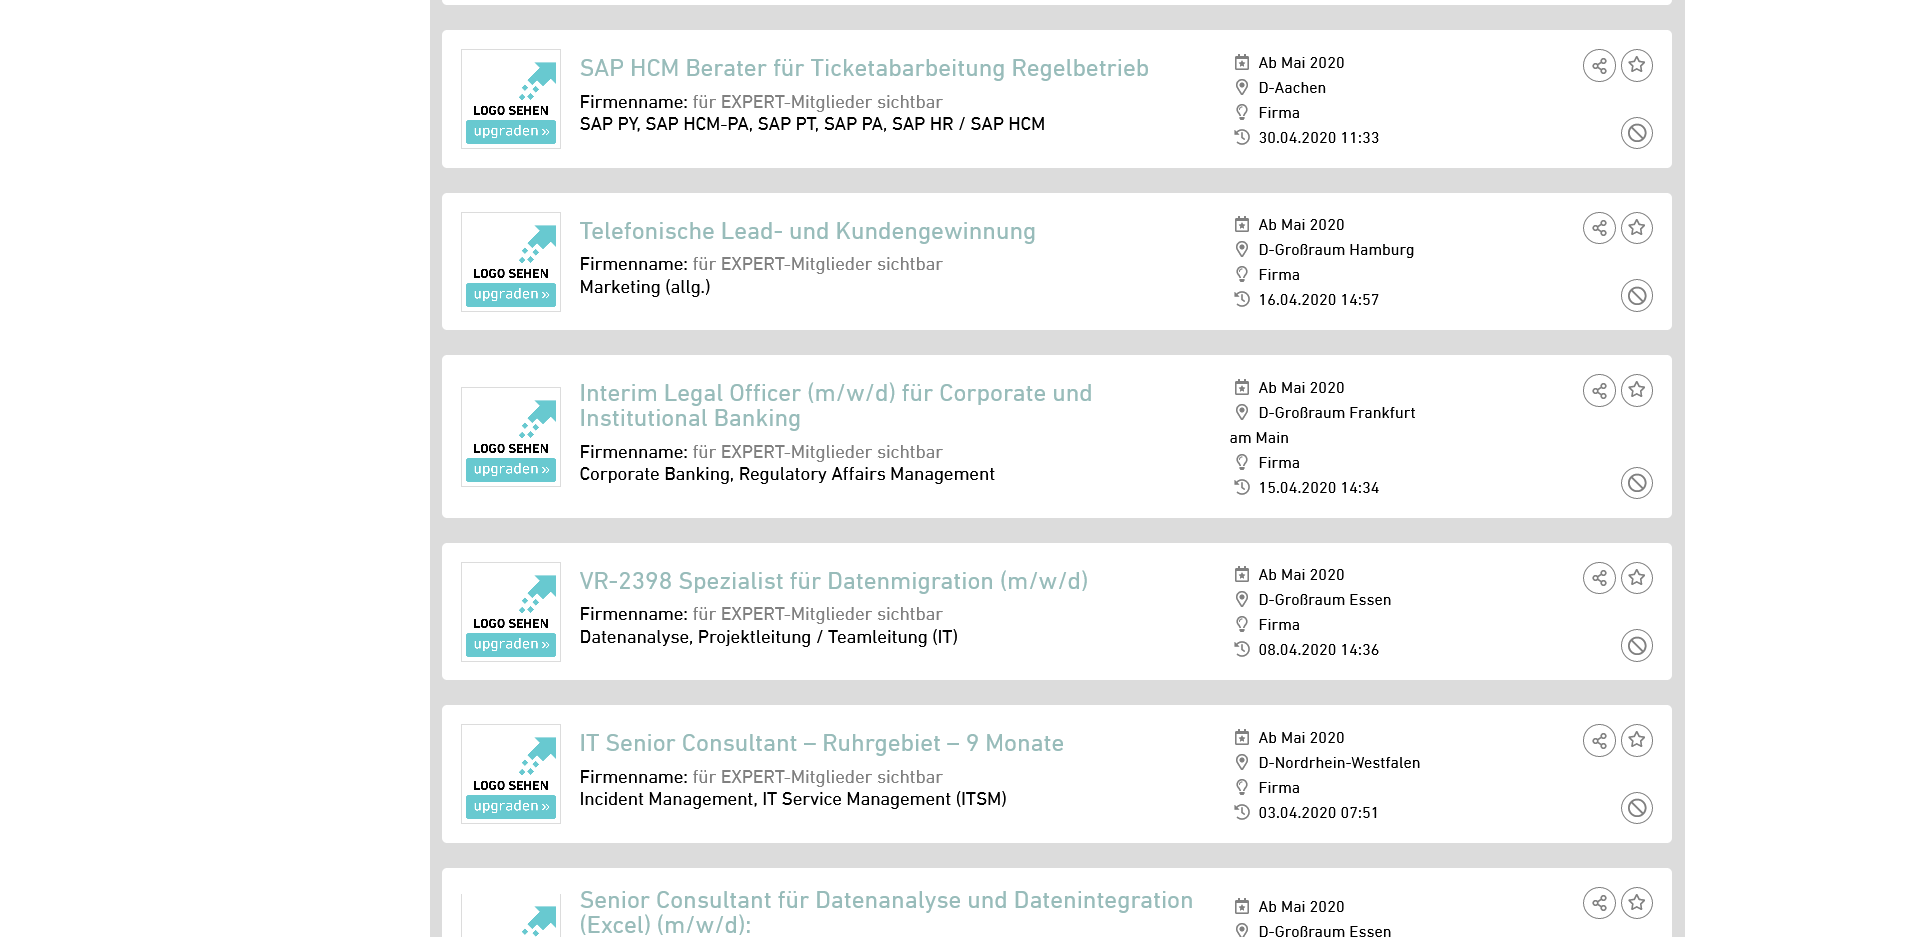 SAP HCM Berater für Ticketabarbeitung Regelbetrieb
LOGO SEHEN
upgraden »
Firmenname: für EXPERT-Mitglieder sichtbar
SAP PY, SAP HCM-PA, SAP PT, SAP PA, SAP HR / SAP HCM
Ab Mai 2020
D-Aachen
Firma
30.04.2020 11:33
Telefonische Lead- und Kundengewinnung
LOGO SEHEN
upgraden »
Firmenname: für EXPERT-Mitglieder sichtbar
Marketing (allg.)
Ab Mai 2020
D-Großraum Hamburg
Firma
16.04.2020 14:57
Interim Legal Officer (m/w/d) für Corporate und
Institutional Banking
LOGO SEHEN
upgraden »
Firmenname: für EXPERT-Mitglieder sichtbar
Corporate Banking, Regulatory Affairs Management
Ab Mai 2020
D-Großraum Frankfurt
am Main
Firma
15.04.2020 14:34
VR-2398 Spezialist für Datenmigration (m/w/d)
LOGO SEHEN
upgraden »
Firmenname: für EXPERT-Mitglieder sichtbar
Datenanalyse, Projektleitung / Teamleitung (IT)
Ab Mai 2020
D-Großraum Essen
Firma
08.04.2020 14:36
IT Senior Consultant – Ruhrgebiet – 9 Monate
LOGO SEHEN
upgraden »
Firmenname: für EXPERT-Mitglieder sichtbar
Incident Management, IT Service Management (ITSM)
Ab Mai 2020
D-Nordrhein-Westfalen
Firma
03.04.2020 07:51
Senior Consultant für Datenanalyse und Datenintegration
(Excel) (m/w/d):
Ab Mai 2020
D-Großraum Essen